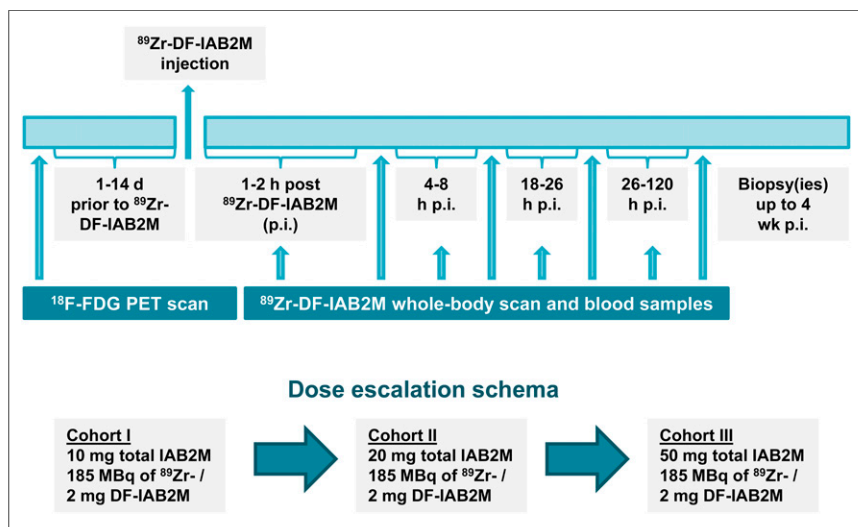 ⁸⁹Zr-DF-IAB2M
injection
1-14 d
prior to ⁸⁹Zr-
DF-IAB2M
1-2 h post
⁸⁹Zr-DF-IAB2M
(p.i.)
4-8
h p.i.
18-26
h p.i.
26-120
h p.i.
Biopsy(ies)
up to 4
wk p.i.
¹⁸F-FDG PET scan
⁸⁹Zr-DF-IAB2M whole-body scan and blood samples
Dose escalation schema
Cohort I
10 mg total IAB2M
185 MBq of ⁸⁹Zr- /
2 mg DF-IAB2M
Cohort II
20 mg total IAB2M
185 MBq of ⁸⁹Zr- /
2 mg DF-IAB2M
Cohort III
50 mg total IAB2M
185 MBq of ⁸⁹Zr- /
2 mg DF-IAB2M